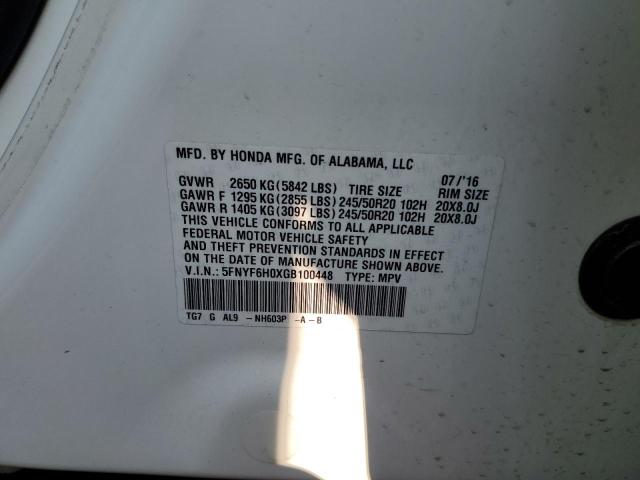 MFD. BY HONDA MFG. OF ALABAMA, LLC 07/'16
GVWR 2650 KG (5842 LBS) TIRE SIZE RIM SIZE
GAWR F 1295 KG (2855 LBS) 245/50R20 102H 20X8.0J
GAWR R 1405 KG (3097 LBS) 245/50R20 102H 20X8.0J
THIS VEHICLE CONFORMS TO ALL APPLICABLE
FEDERAL MOTOR VEHICLE SAFETY
AND THEFT PREVENTION STANDARDS IN EFFECT
ON THE DATE OF MANUFACTURE SHOWN ABOVE.
V.I.N.: 5FNYF6H0XGB100448 TYPE: MPV
TG7 G AL9 -NH603P -A-B